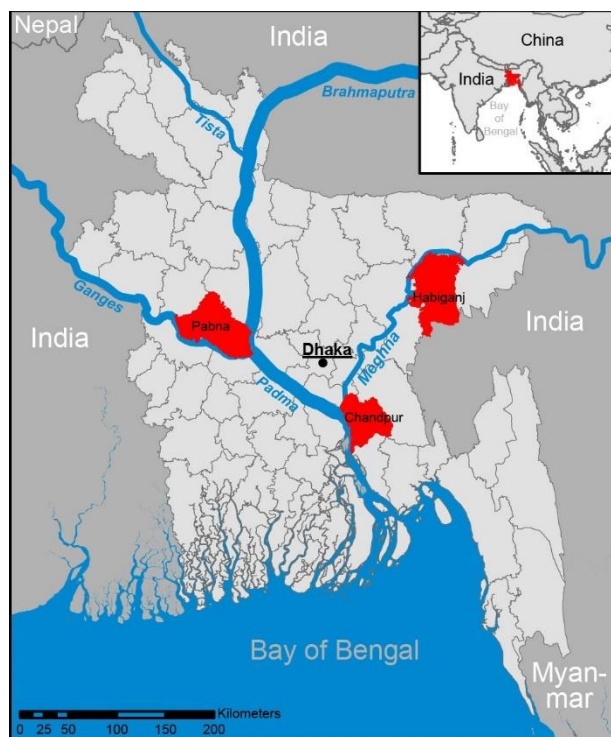 Nepal
India
China
India
Bay
of
Bengal
Brahmaputra
Tista
Ganges
Habiganj
Pabna
India
India
Dhaka
Meghna
Padma
Chandpur
Bay of Bengal
Myan-
mar
Kilometers
0 25 50 100 150 200